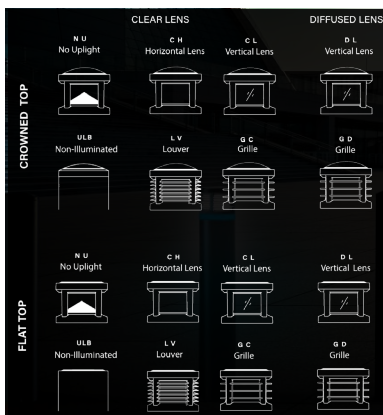 CLEAR LENS
DIFFUSED LENS
CROWNED TOP
N U
No Uplight
C H
Horizontal Lens
C L
Vertical Lens
D L
Vertical Lens
ULB
Non-Illuminated
L V
Louver
G C
Grille
G D
Grille
FLAT TOP
N U
No Uplight
C H
Horizontal Lens
C L
Vertical Lens
D L
Vertical Lens
ULB
Non-Illuminated
L V
Louver
G C
Grille
G D
Grille